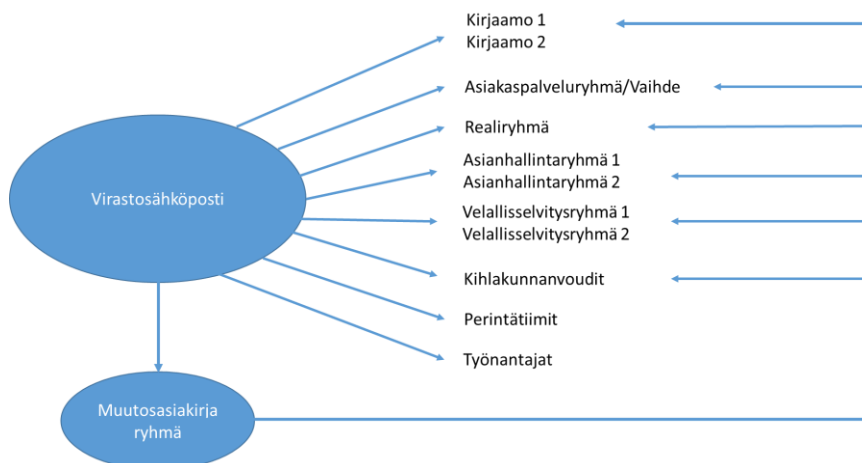 Kirjaamo 1
Kirjaamo 2
Asiakaspalveluryhmä/Vaihde
Realiryhmä
Asianhallintaryhmä 1
Asianhallintaryhmä 2
Virastosähköposti
Velallisselvitysryhmä 1
Velallisselvitysryhmä 2
Kihlakunnanvoudit
Perintätiimit
Työnantajat
Muutosasiakirja
ryhmä